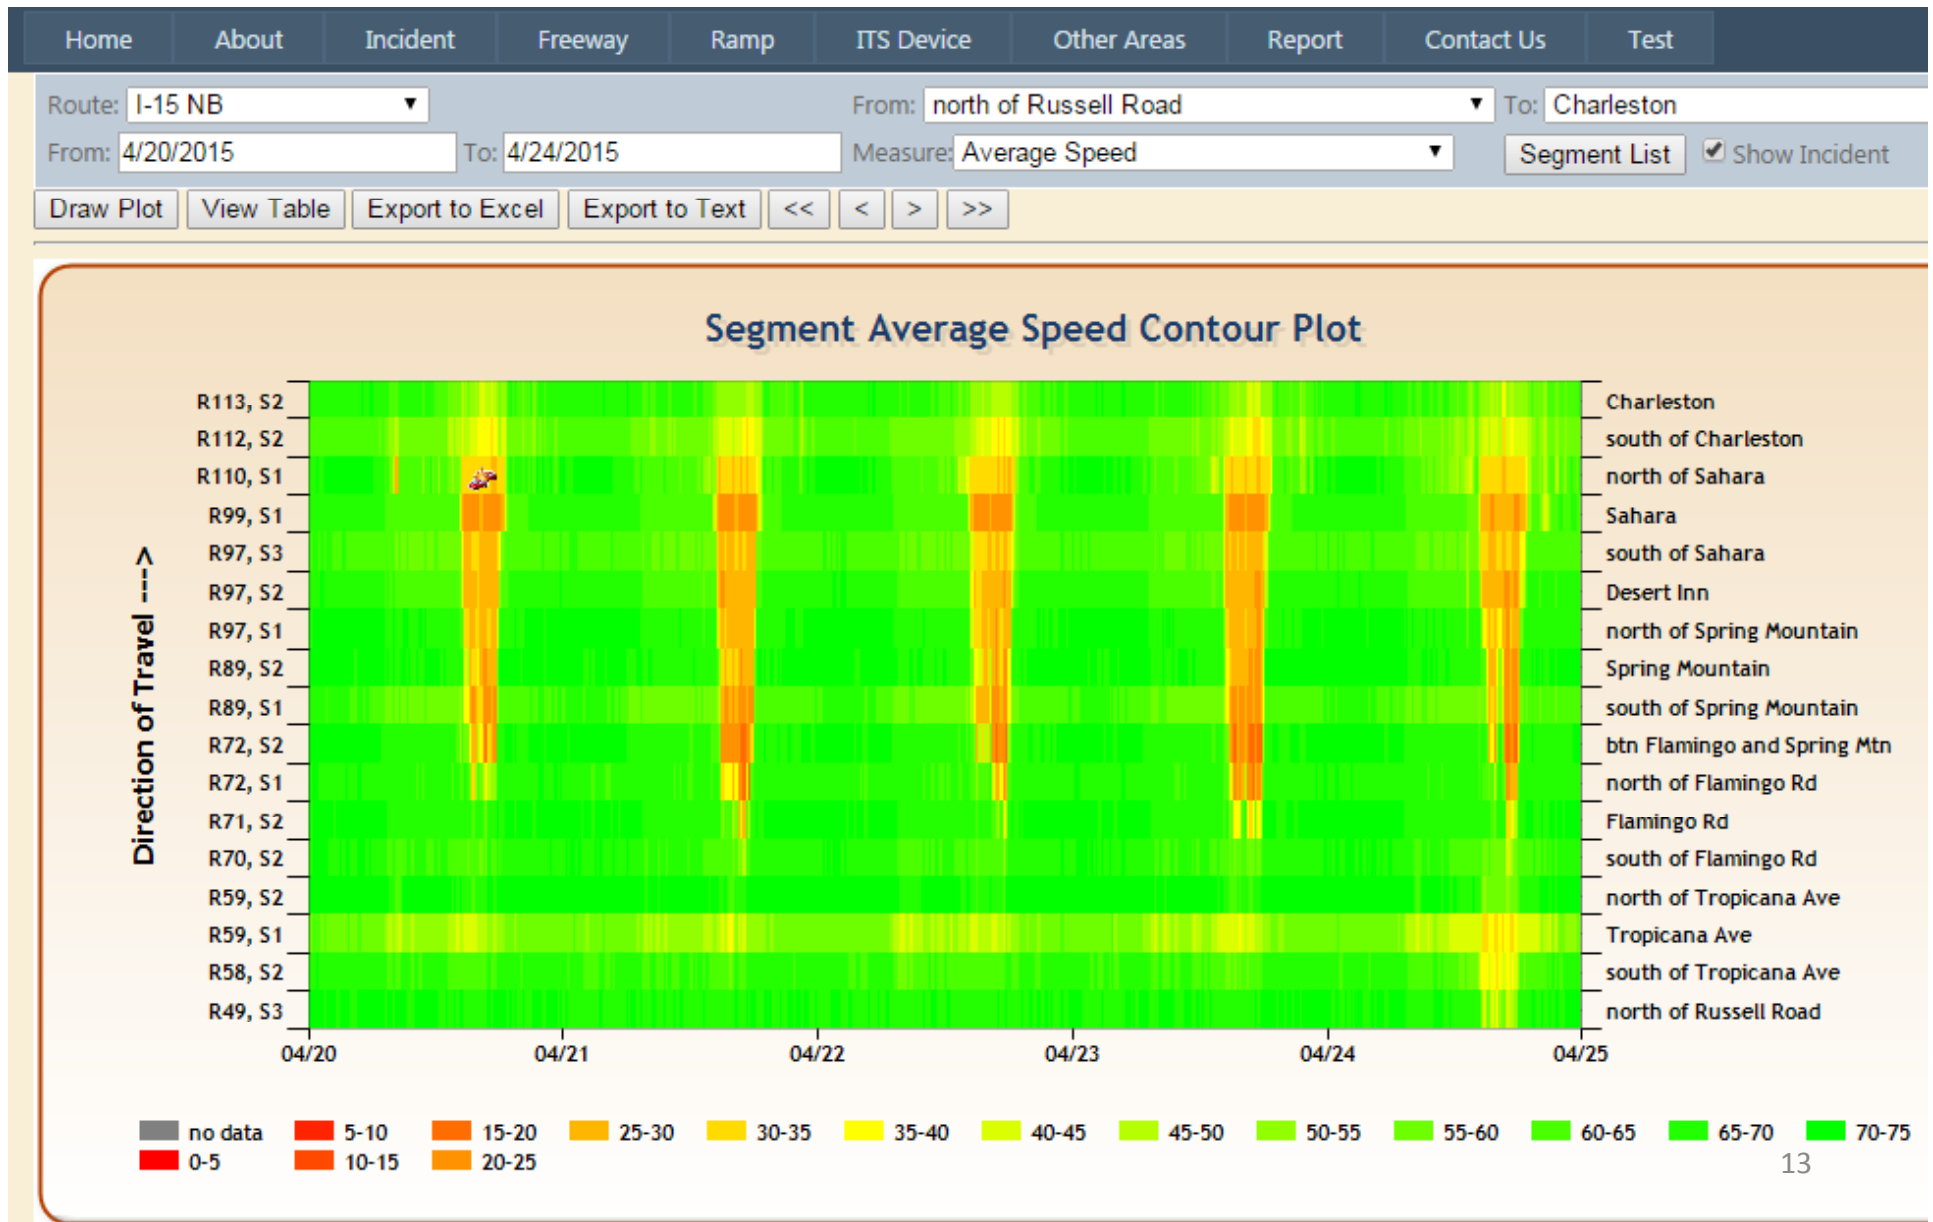 Home About Incident Freeway Ramp ITS Device Other Areas Report Contact Us Test
Route: I-15 NB From: north of Russell Road To: Charleston
From: 4/20/2015 To: 4/24/2015 Measure: Average Speed Segment List Show Incident
Draw Plot View Table Export to Excel Export to Text << < > >>
Segment Average Speed Contour Plot
Direction of Travel --->
R113, S2 Charleston
R112, S2 south of Charleston
R110, S1 north of Sahara
R99, S1 Sahara
R97, S3 south of Sahara
R97, S2 Desert Inn
R97, S1 north of Spring Mountain
R89, S2 Spring Mountain
R89, S1 south of Spring Mountain
R72, S2 btn Flamingo and Spring Mtn
R72, S1 north of Flamingo Rd
R71, S2 Flamingo Rd
R70, S2 south of Flamingo Rd
R59, S2 north of Tropicana Ave
R59, S1 Tropicana Ave
R58, S2 south of Tropicana Ave
R49, S3 north of Russell Road
04/20 04/21 04/22 04/23 04/24 04/25
no data 5-10 15-20 25-30 30-35 35-40 40-45 45-50 50-55 55-60 60-65 65-70 70-75
0-5 10-15 20-25
13